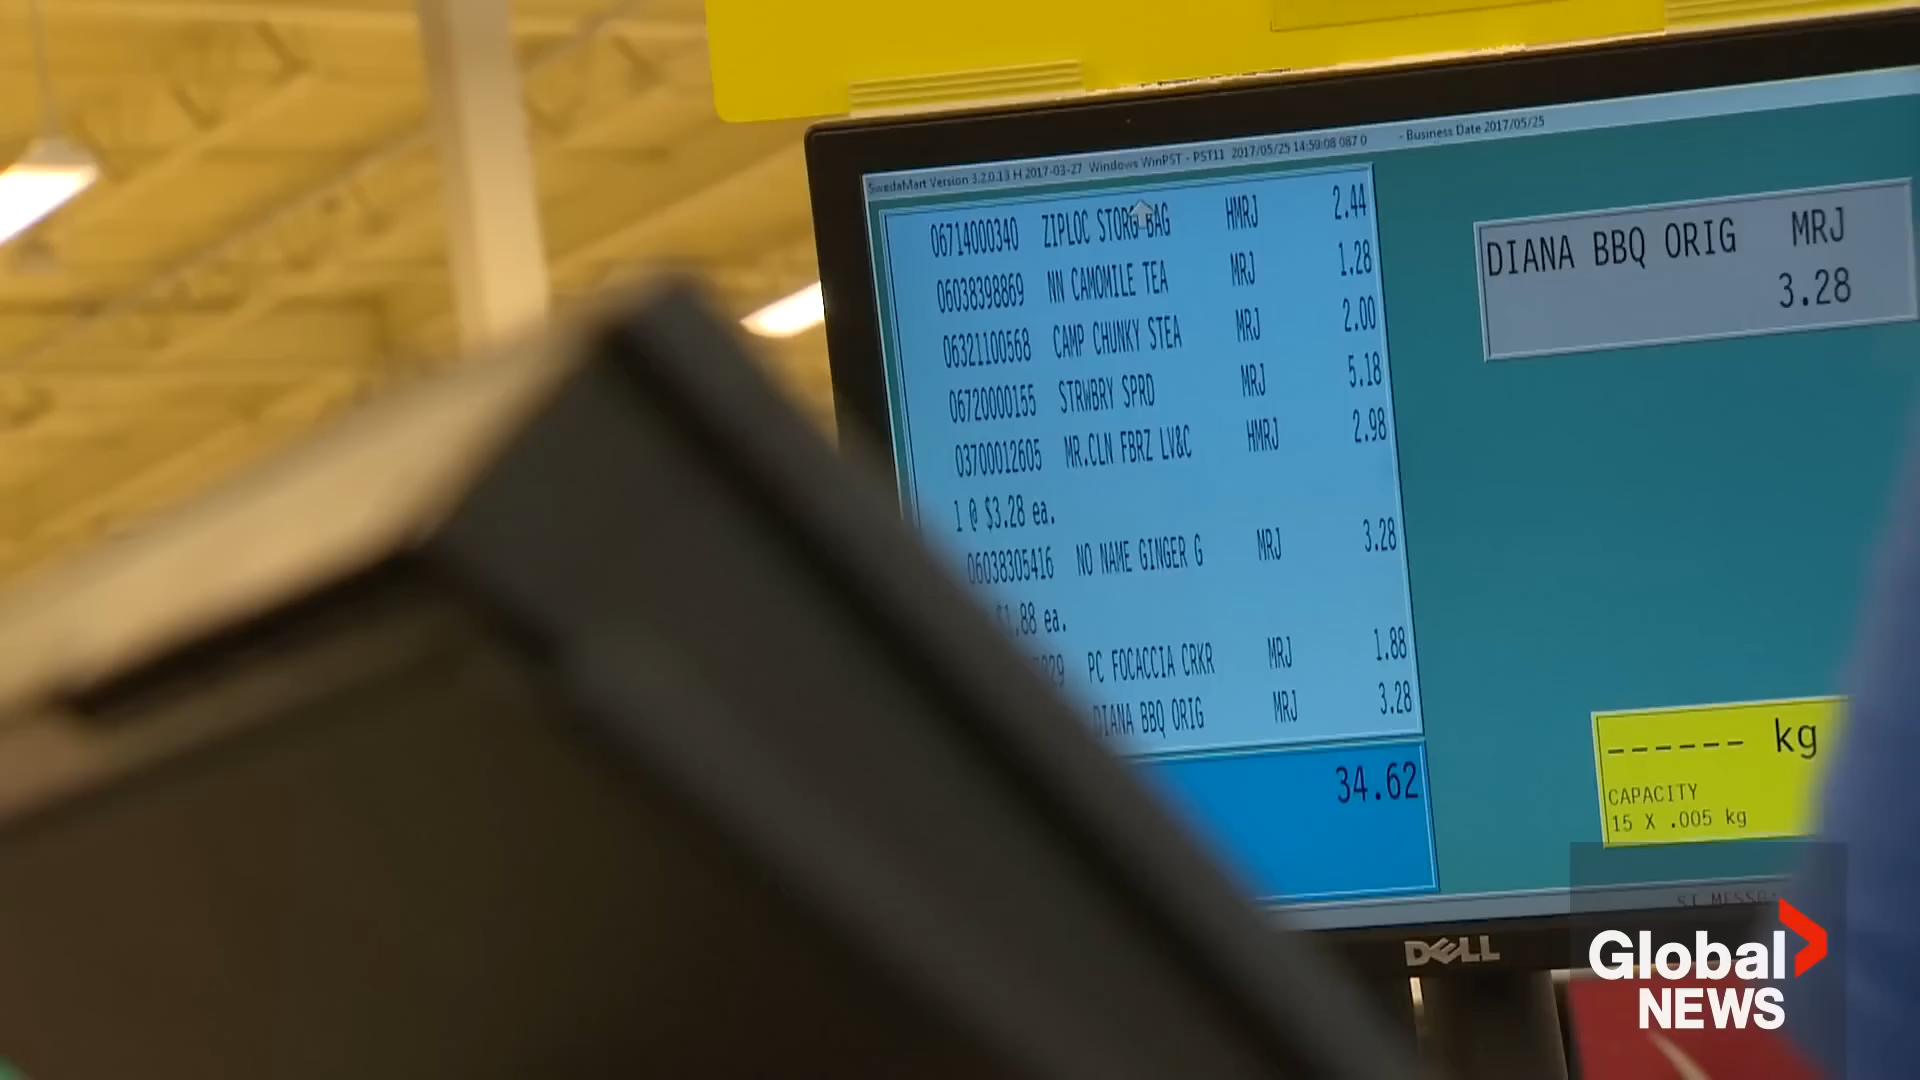 SwedaMart Version 3.2.0.13 H 2017-03-27 Windows WinPST - PST11 2017/05/25 14:59:08 087 0 - Business Date 2017/05/25
06714000340 ZIPLOC STORG BAG HMRJ 2.44
06038398869 NN CAMOMILE TEA MRJ 1.28
06321100568 CAMP CHUNKY STEA MRJ 2.00
06720000155 STRWBRY SPRD MRJ 5.18
03700012605 MR.CLN FBRZ LV&C HMRJ 2.98
1 @ $3.28 ea.
06038305416 NO NAME GINGER G MRJ 3.28
$1.88 ea.
PC FOCACCIA CRKR MRJ 1.88
DIANA BBQ ORIG MRJ 3.28
34.62
DIANA BBQ ORIG MRJ
3.28
------ kg
CAPACITY
15 X .005 kg
DELL
Global
NEWS